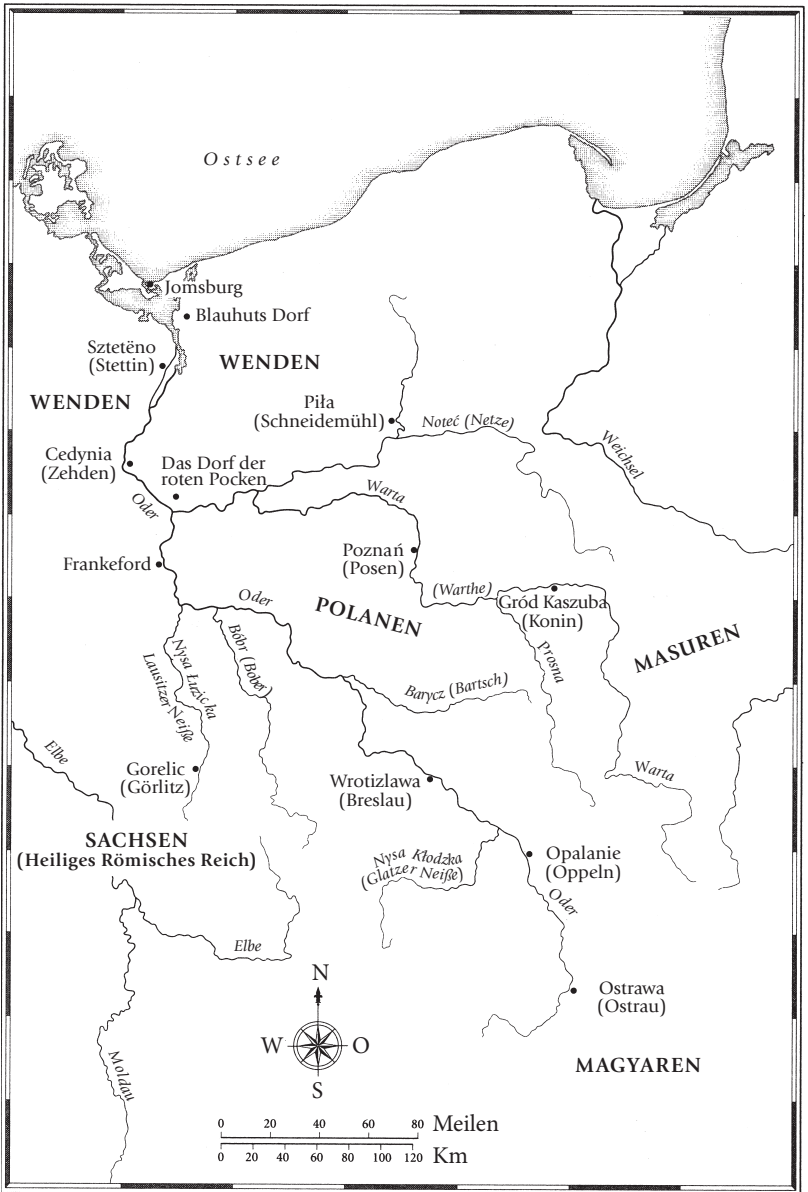 Ostsee
Jomsburg
Blauhuts Dorf
Sztetëno
(Stettin)
WENDEN
WENDEN
Piła
(Schneidemühl)
Noteć (Netze)
Weichsel
Cedynia
(Zehden)
Das Dorf der
roten Pocken
Oder
Warta
Frankeford
Poznań
(Posen)
(Warthe)
Gród Kaszuba
(Konin)
Oder
POLANEN
MASUREN
Nysa Łużicka
Lausitzer Neiße
Bóbr (Bober)
Prosna
Barycz (Bartsch)
Elbe
Gorelic
(Görlitz)
Wrotizlawa
(Breslau)
Warta
SACHSEN
(Heiliges Römisches Reich)
Nysa Kłodzka
(Glatzer Neiße)
Opalanie
(Oppeln)
Oder
Elbe
Ostrawa
(Ostrau)
N
W O
S
MAGYAREN
Moldau
0 20 40 60 80 Meilen
0 20 40 60 80 100 120 Km